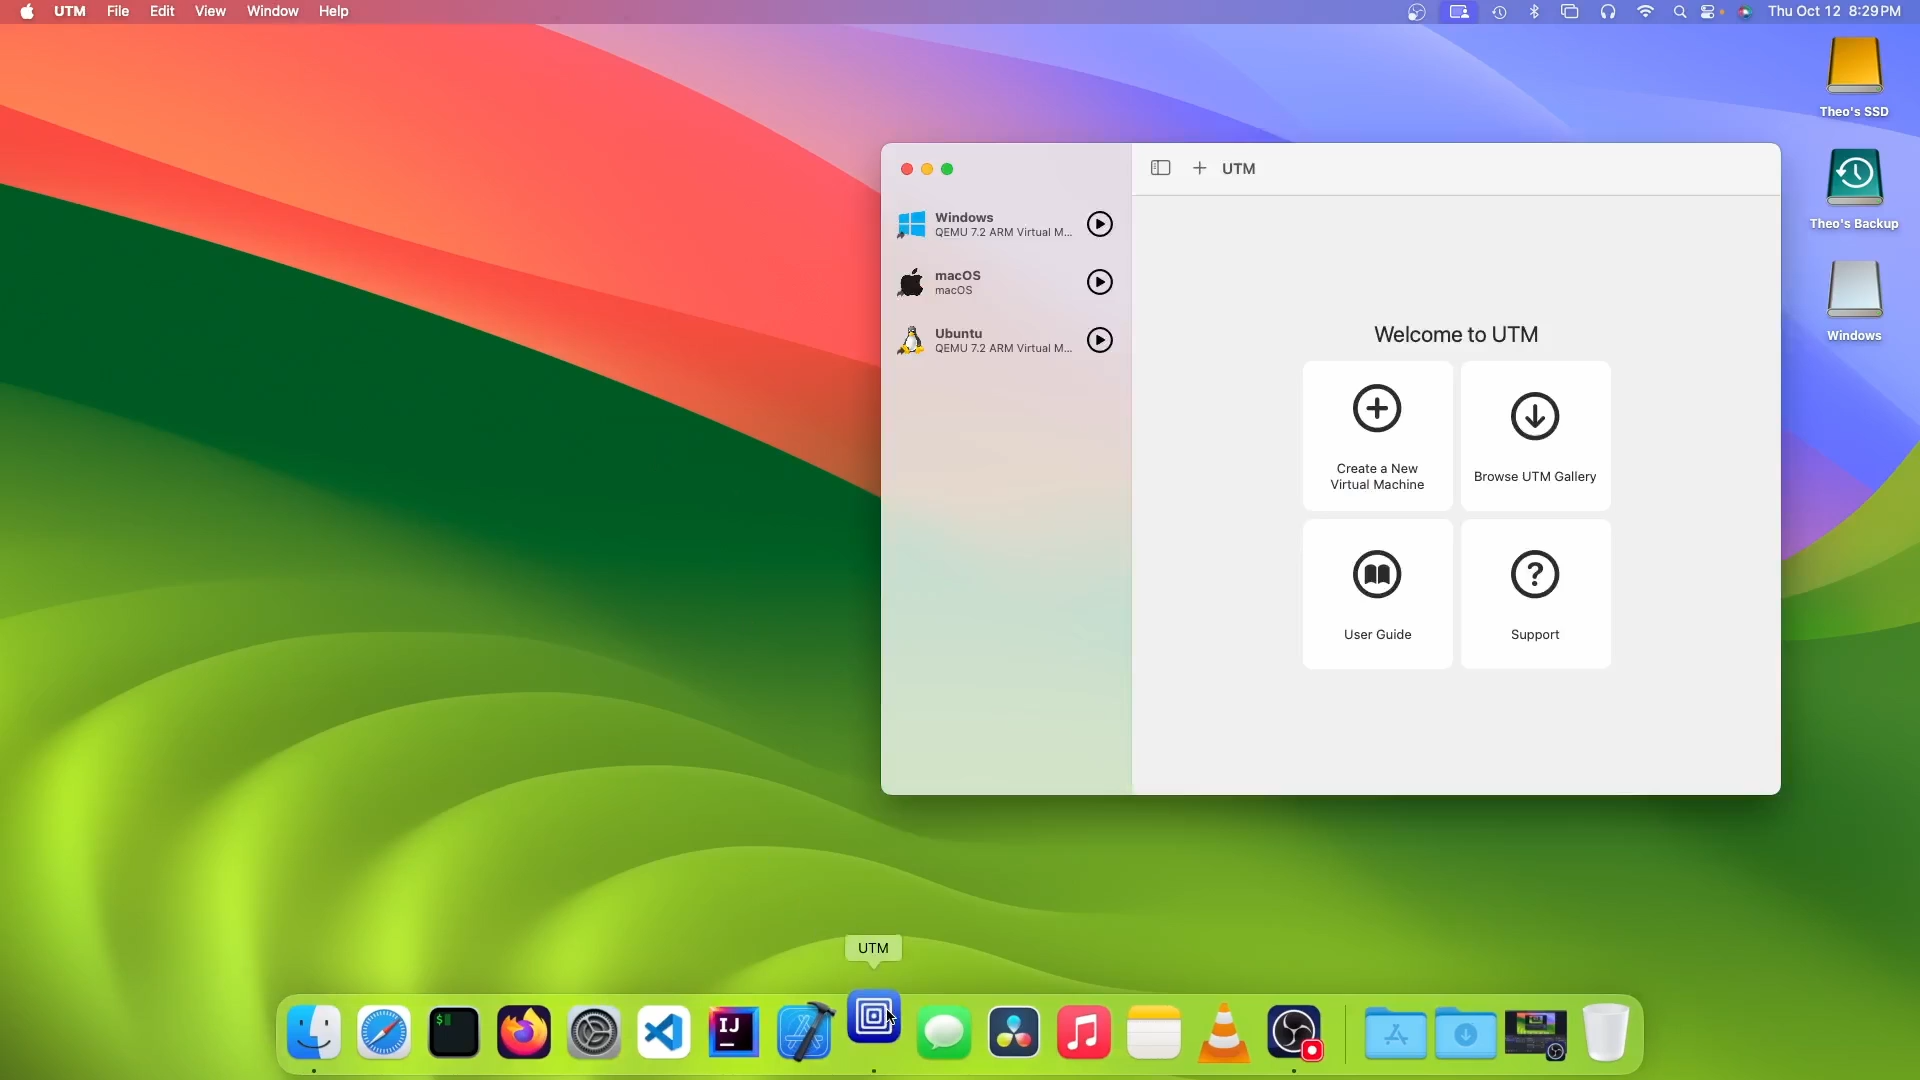 UTM File Edit View Window Help
Thu Oct 12 8:29 PM
Theo's SSD
Theo's Backup
Windows
UTM
Windows
QEMU 7.2 ARM Virtual M...
macOS
macOS
Ubuntu
QEMU 7.2 ARM Virtual M...
Welcome to UTM
Create a New
Virtual Machine
Browse UTM Gallery
User Guide
Support
UTM
$
IJ